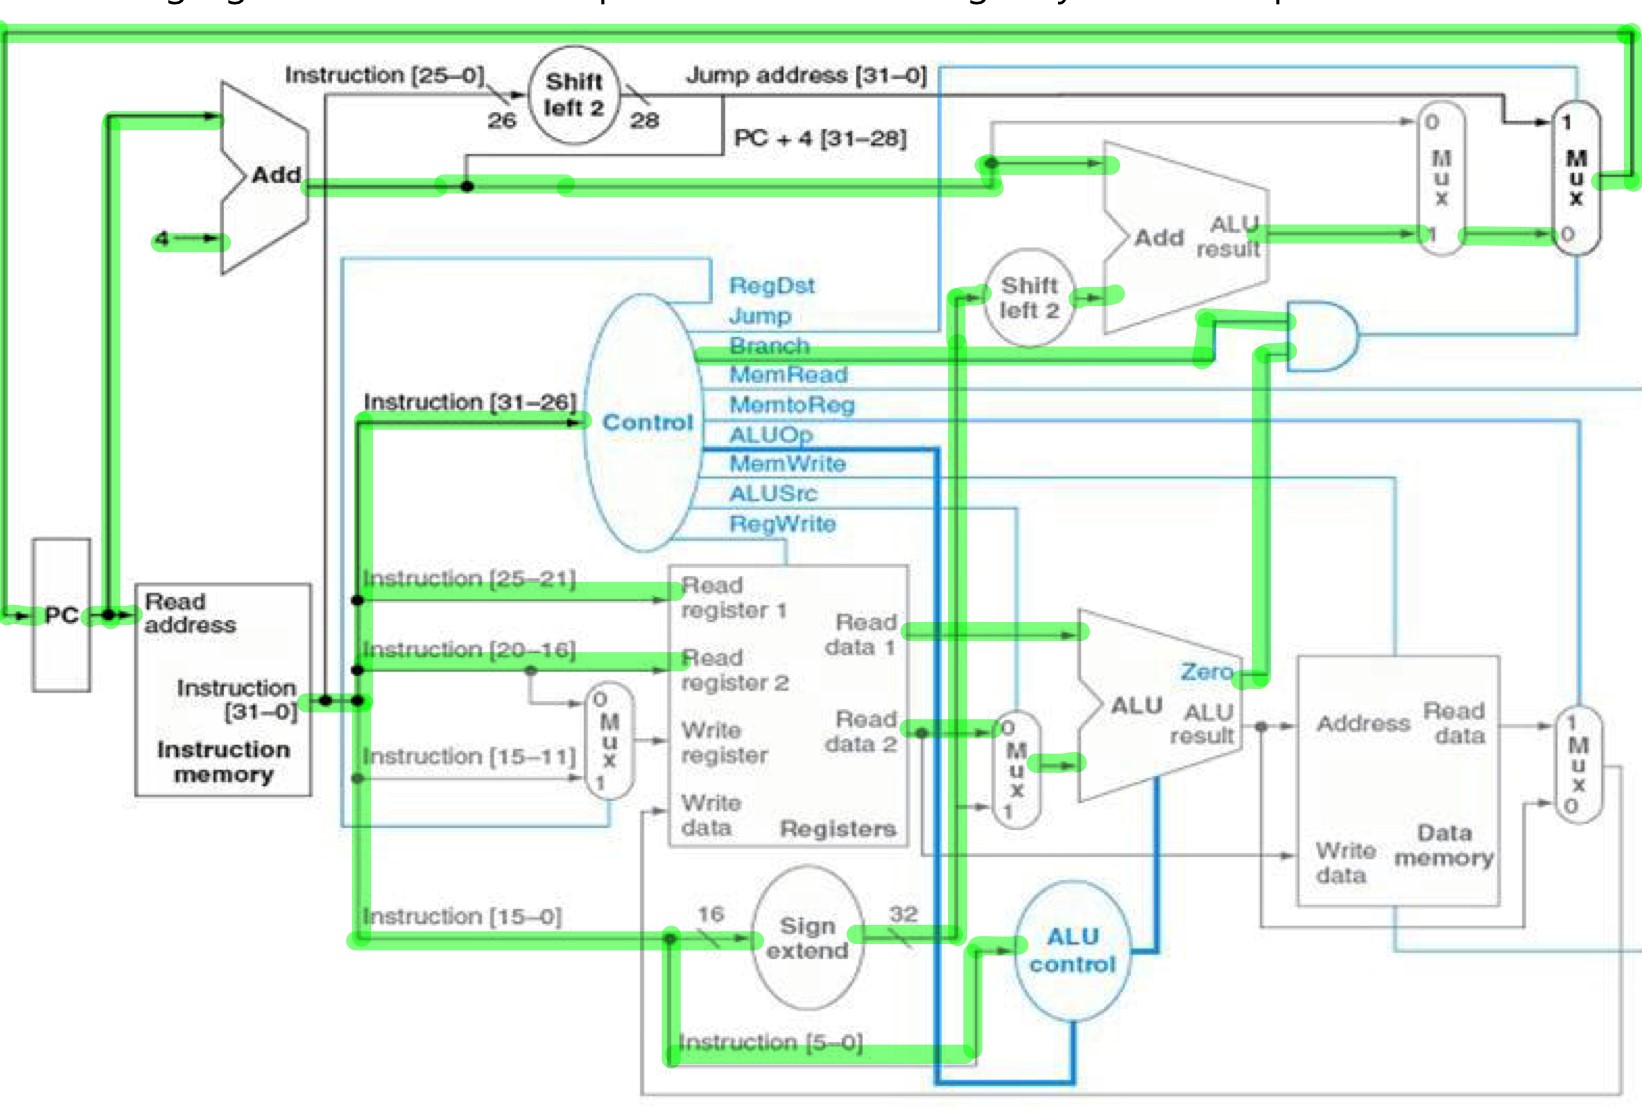 Instruction [25–0]
Shift
left 2
Jump address [31–0]
26
28
PC + 4 [31–28]
Add
4
0
M
u
x
1
1
M
u
x
0
Add
ALU
result
Shift
left 2
RegDst
Jump
Branch
MemRead
MemtoReg
ALUOp
MemWrite
ALUSrc
RegWrite
Instruction [31–26]
Control
PC
Read
address
Instruction
[31–0]
Instruction
memory
Instruction [25–21]
Instruction [20–16]
Instruction [15–11]
0
M
u
x
1
Read
register 1
Read
register 2
Write
register
Write
data
Read
data 1
Read
data 2
Registers
0
M
u
x
1
Zero
ALU
ALU
result
Address
Read
data
Write
data
Data
memory
1
M
u
x
0
Instruction [15–0]
16
Sign
extend
32
ALU
control
Instruction [5–0]